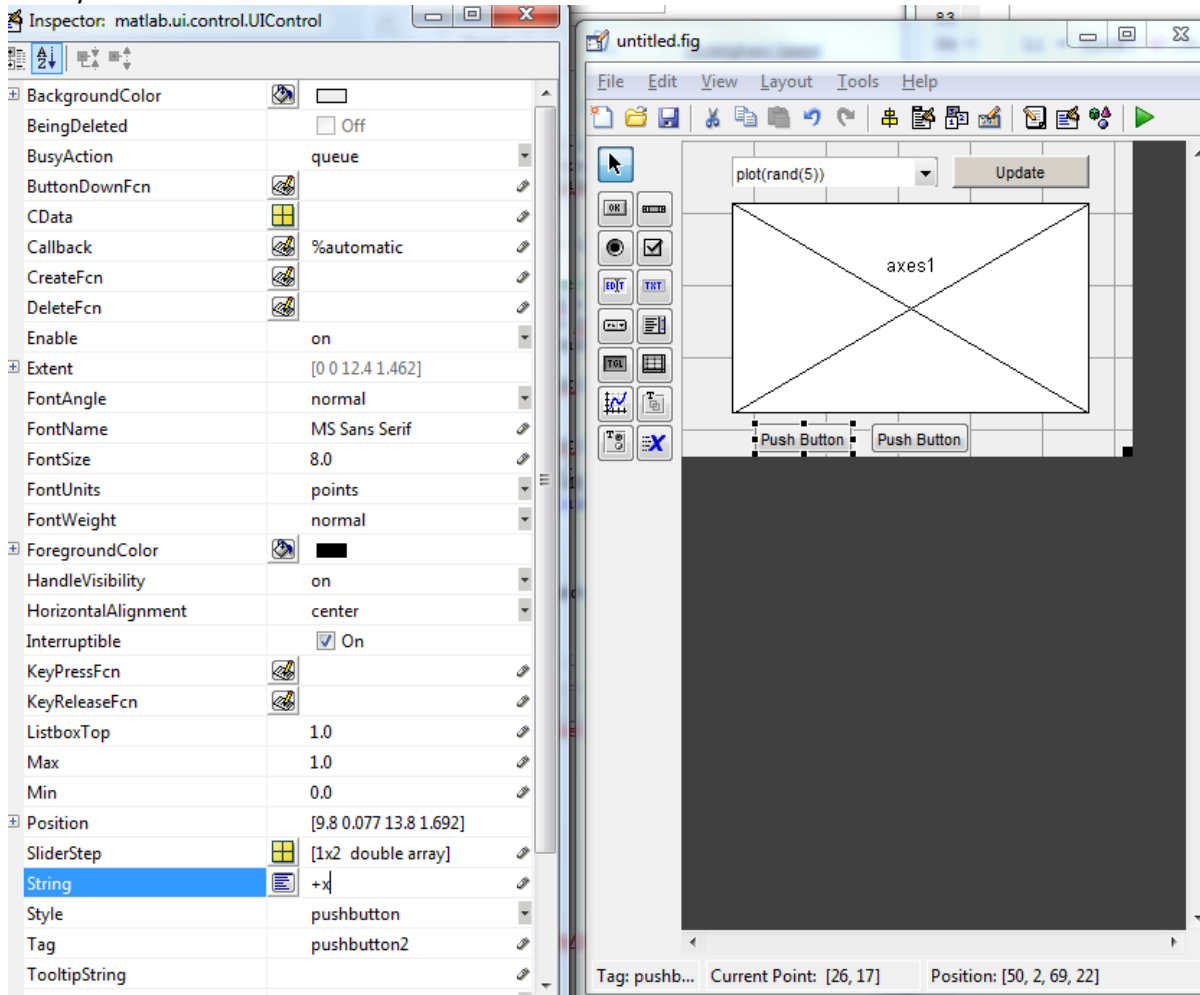 Inspector: matlab.ui.control.UIControl
BackgroundColor
BeingDeleted Off
BusyAction queue
ButtonDownFcn
CData
Callback %automatic
CreateFcn
DeleteFcn
Enable on
Extent [0 0 12.4 1.462]
FontAngle normal
FontName MS Sans Serif
FontSize 8.0
FontUnits points
FontWeight normal
ForegroundColor
HandleVisibility on
HorizontalAlignment center
Interruptible On
KeyPressFcn
KeyReleaseFcn
ListboxTop 1.0
Max 1.0
Min 0.0
Position [9.8 0.077 13.8 1.692]
SliderStep [1x2 double array]
String +x
Style pushbutton
Tag pushbutton2
TooltipString
83
untitled.fig
File Edit View Layout Tools Help
plot(rand(5)) Update
OK
EDIT TXT
TGL
axes1
Push Button Push Button
Tag: pushb... Current Point: [26, 17] Position: [50, 2, 69, 22]